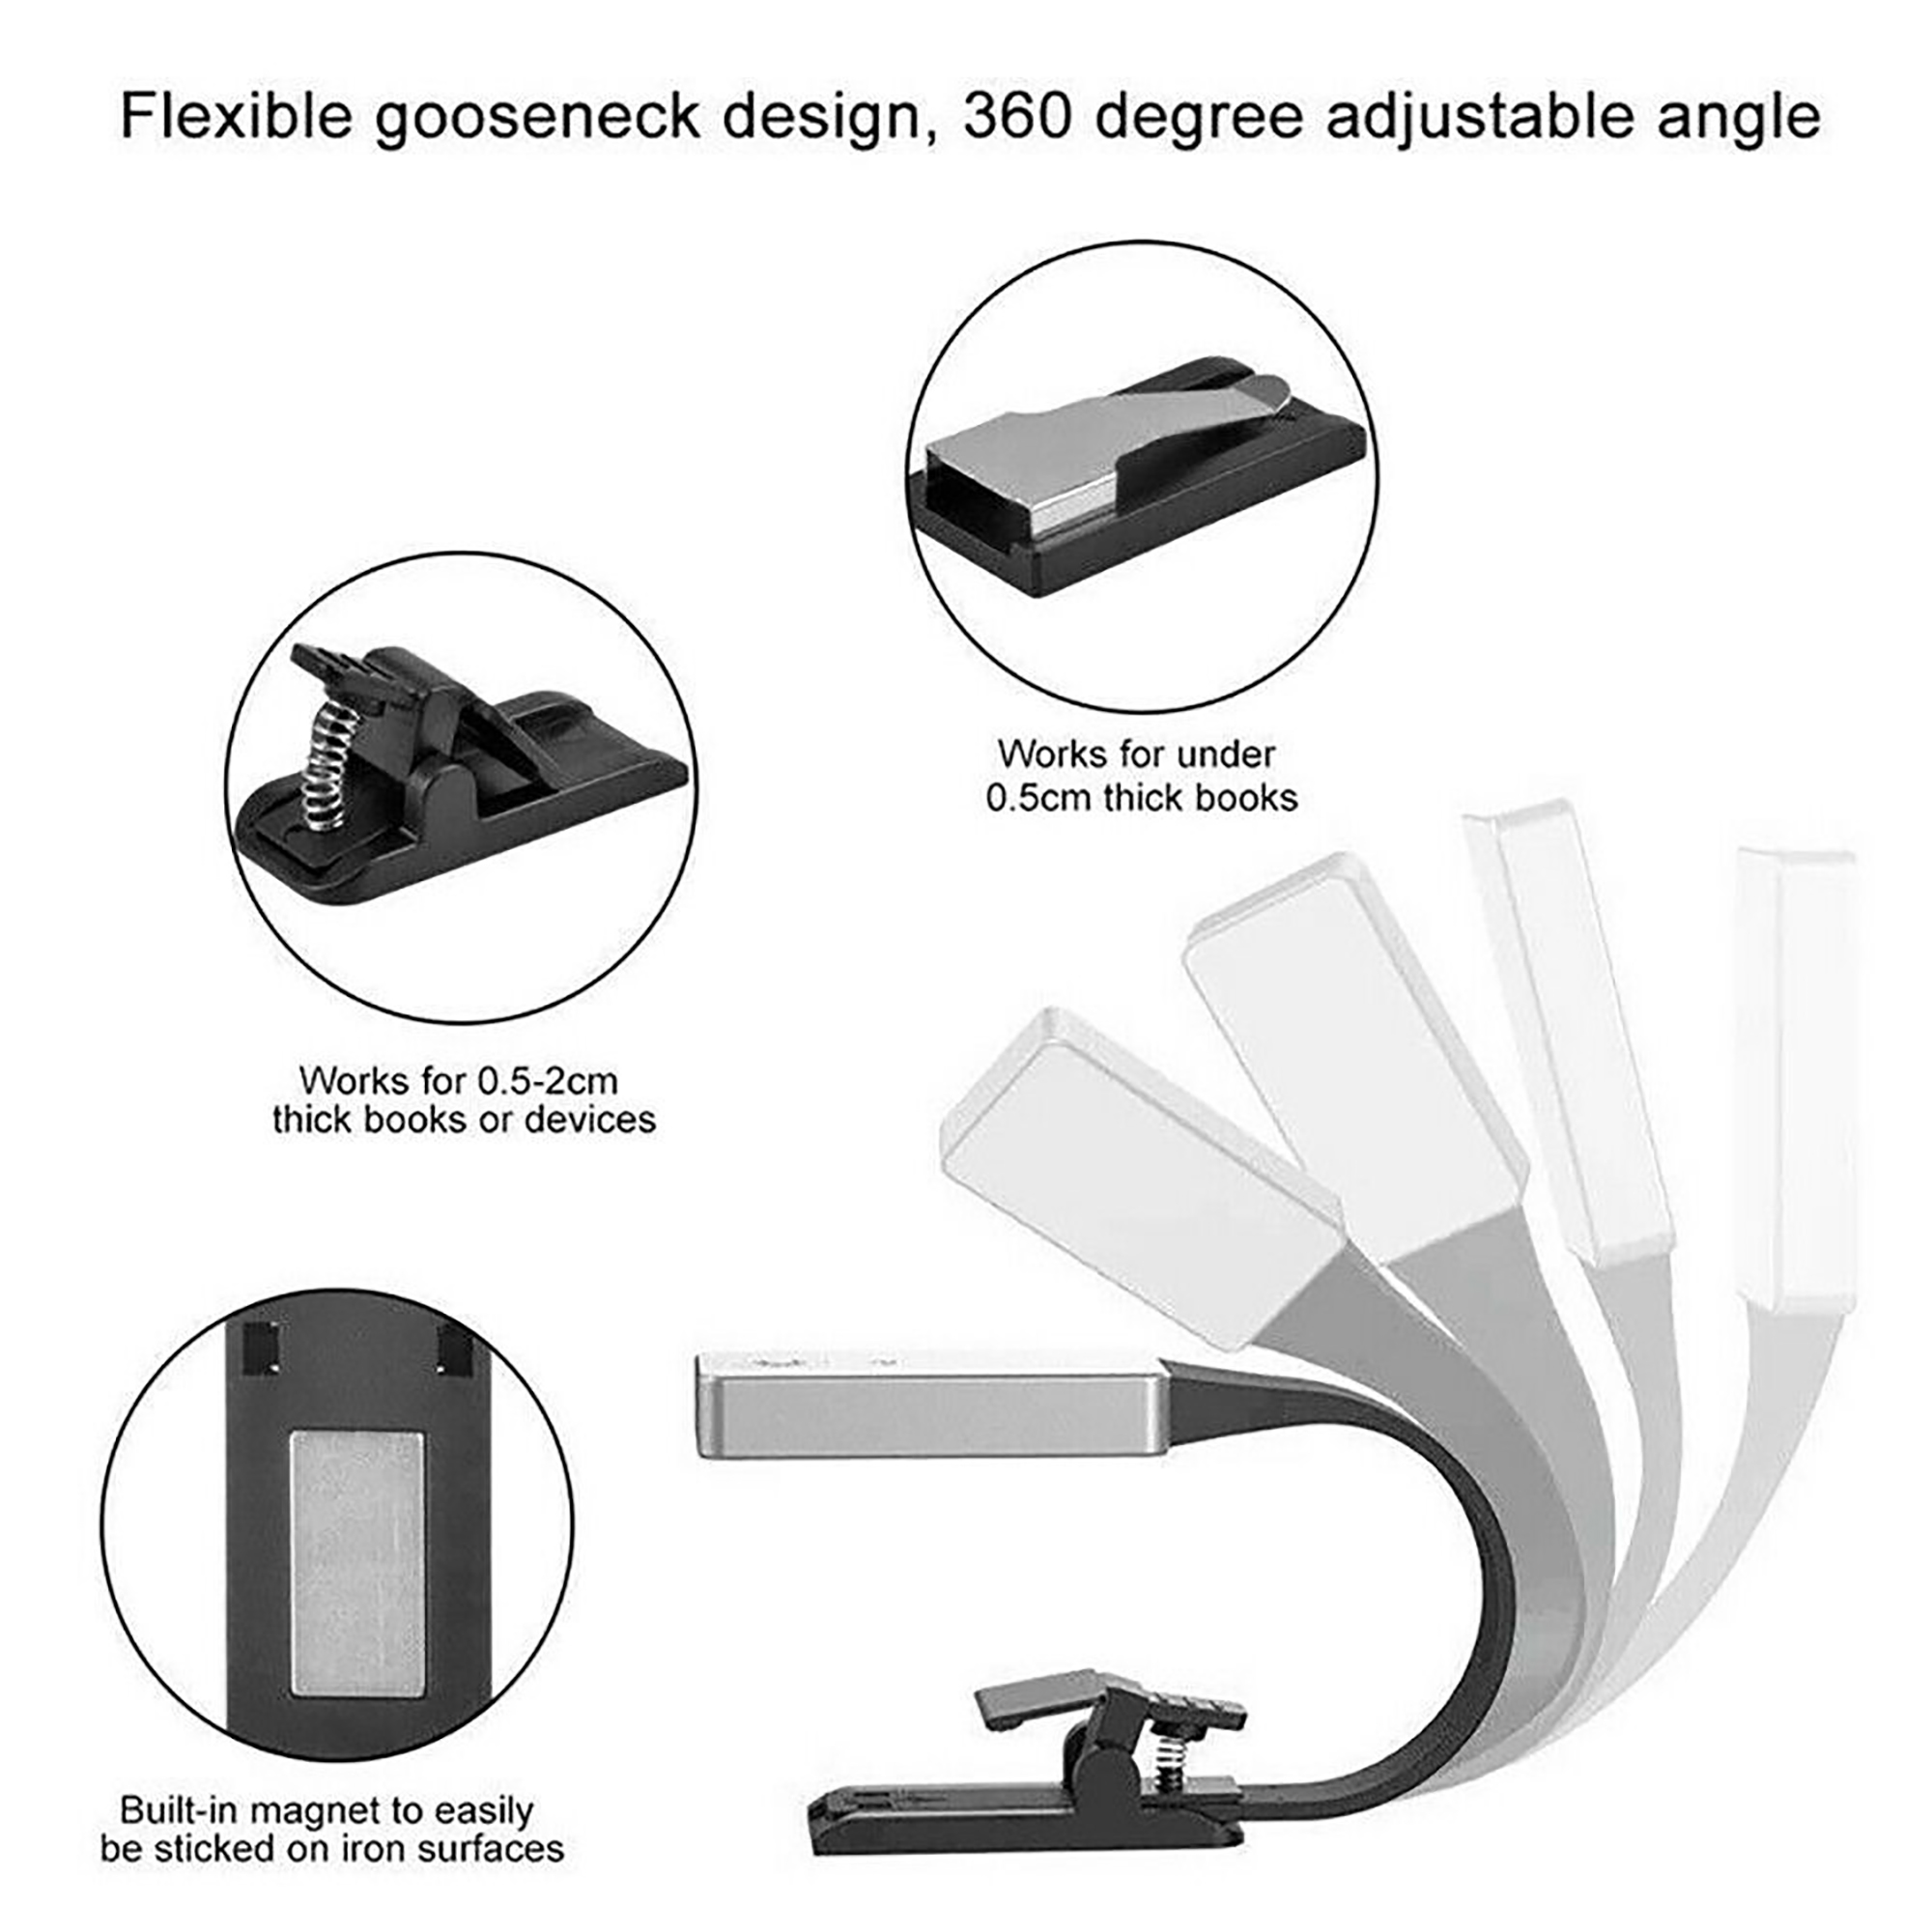 Flexible gooseneck design, 360 degree adjustable angle
Works for under
0.5cm thick books
Works for 0.5-2cm
thick books or devices
Built-in magnet to easily
be sticked on iron surfaces